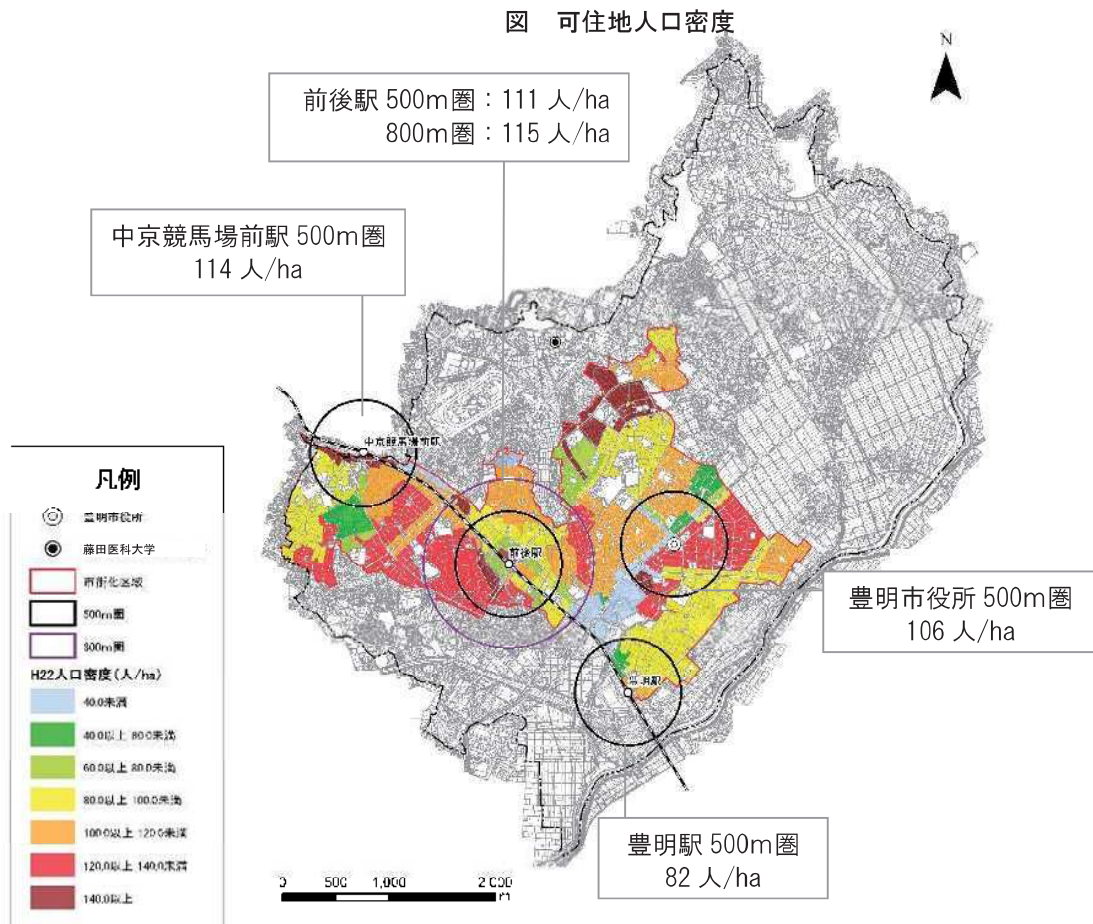 図 可住地人口密度
N
前後駅 500m圏：111 人/ha
800m圏：115 人/ha
中京競馬場前駅 500m圏
114 人/ha
中京競馬場前駅
前後駅
豊明駅
豊明市役所 500m圏
106 人/ha
豊明駅 500m圏
82 人/ha
凡例
豊明市役所
藤田医科大学
市街化区域
500m圏
800m圏
H22人口密度(人/ha)
40.0未満
40.0以上 60.0未満
60.0以上 80.0未満
80.0以上 100.0未満
100.0以上 120.0未満
120.0以上 140.0未満
140.0以上
0 500 1,000 2,000
m